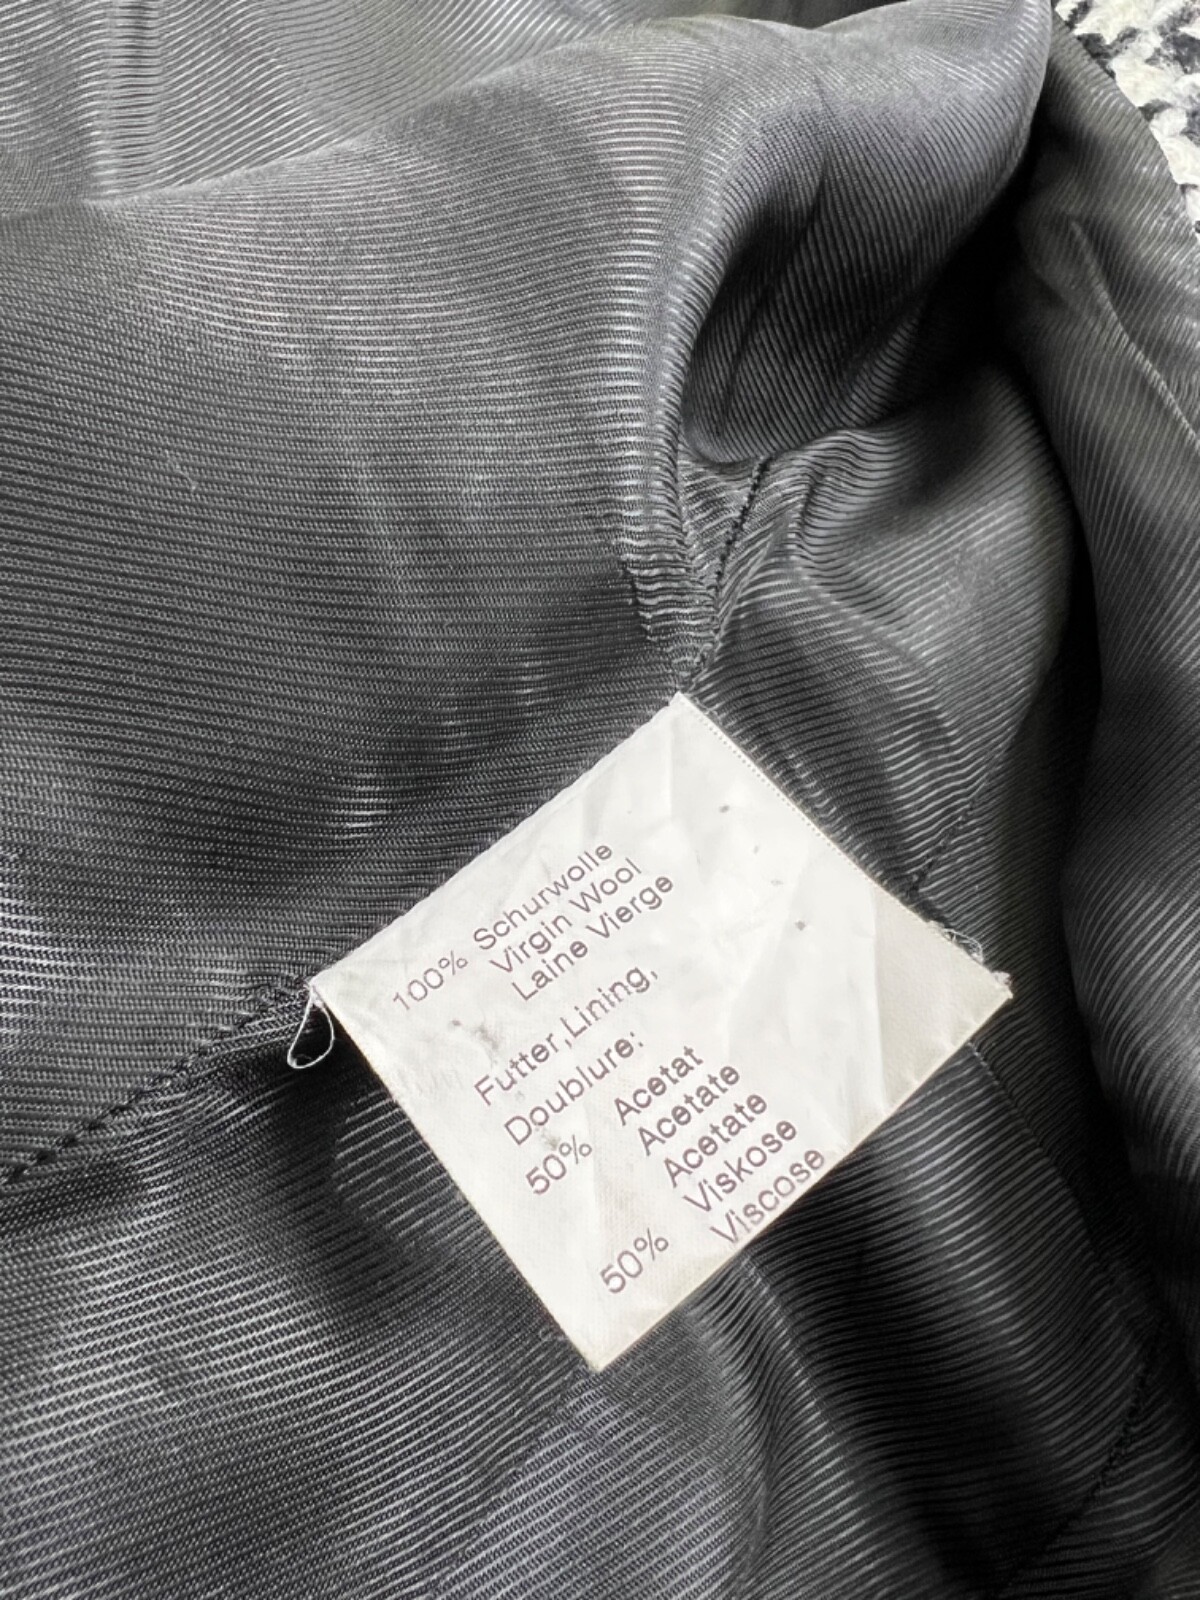 100% Schurwolle
Virgin Wool
Laine Vierge
Futter,Lining,
Doublure:
50% Acetat
Acetate
Acetate
50% Viskose
Viscose